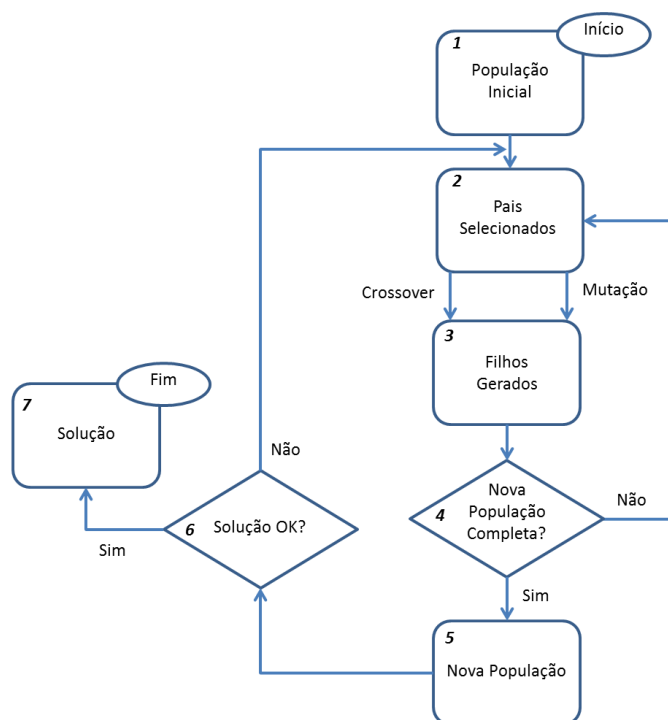 Início
1
População
Inicial
2
Pais
Selecionados
Crossover
Mutação
3
Filhos
Gerados
Fim
7
Solução
Não
Nova
População
Completa?
4
Não
6
Solução OK?
Sim
Sim
5
Nova População